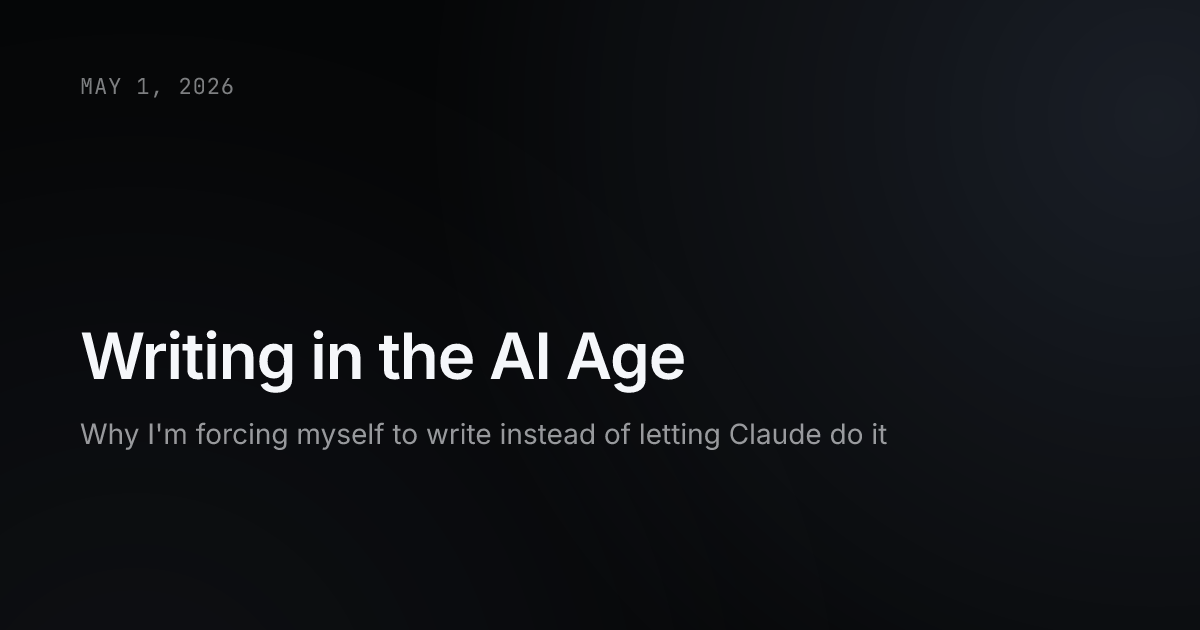 MAY 1, 2026
Writing in the AI Age
Why I'm forcing myself to write instead of letting Claude do it